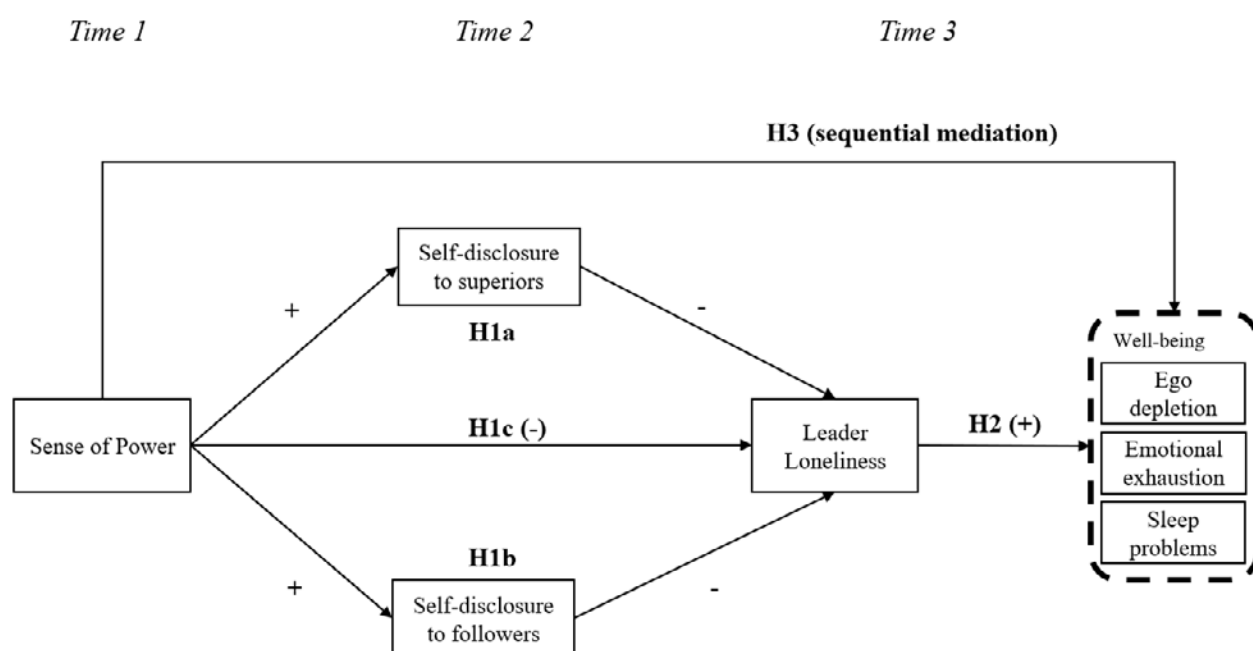 Time 1
Time 2
Time 3
H3 (sequential mediation)
Self-disclosure
to superiors
+
-
H1a
Well-being
Ego
depletion
Sense of Power
H1c (-)
Leader
Loneliness
H2 (+)
Emotional
exhaustion
Sleep
problems
H1b
+
-
Self-disclosure
to followers